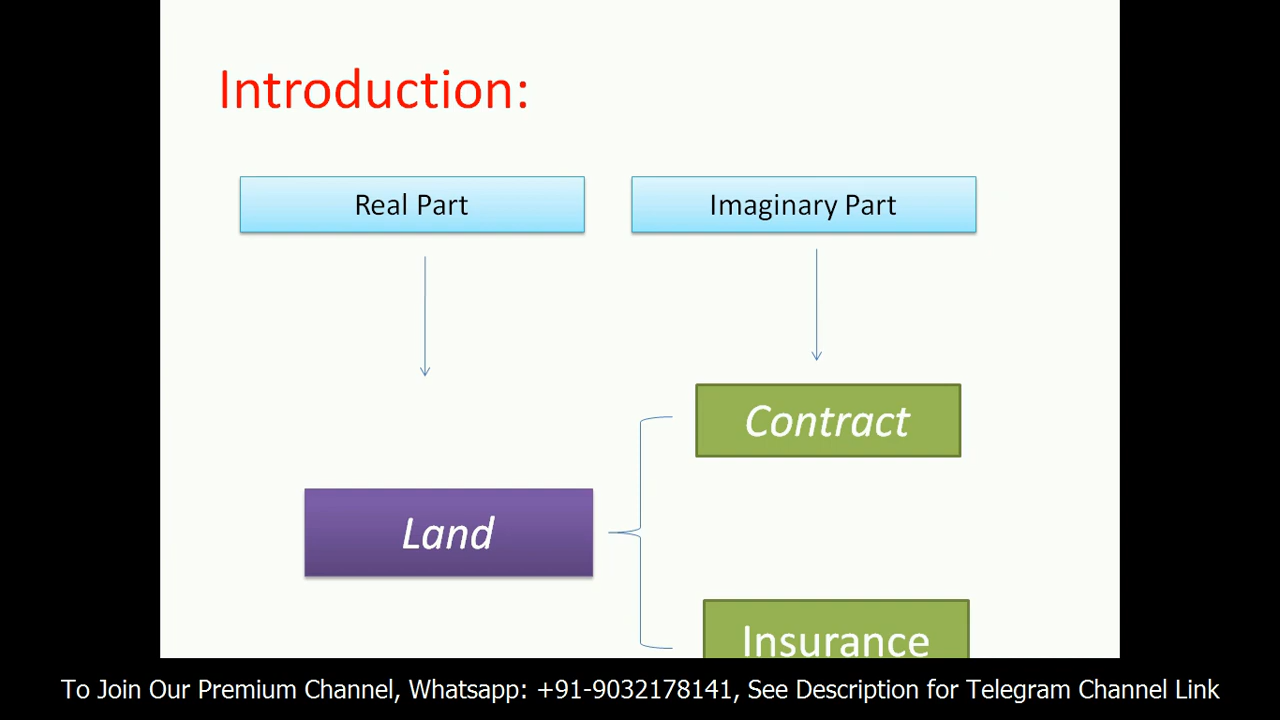 Introduction:
Real Part
Imaginary Part
Contract
Land
Insurance
To Join Our Premium Channel, Whatsapp: +91-9032178141, See Description for Telegram Channel Link